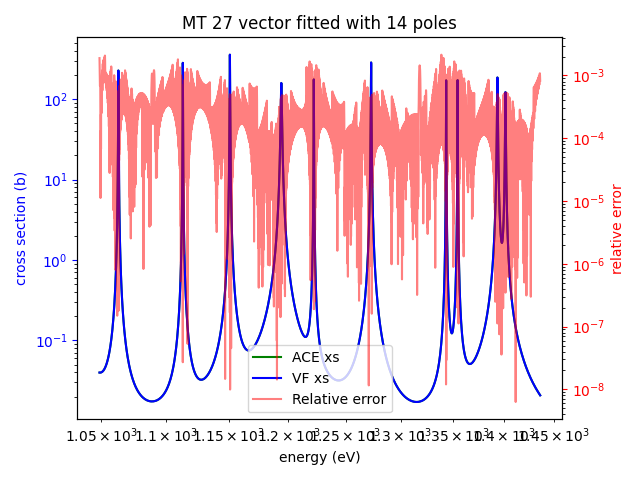 MT 27 vector fitted with 14 poles
cross section (b)
10² 10¹ 10⁰ 10⁻¹
relative error
10⁻³ 10⁻⁴ 10⁻⁵ 10⁻⁶ 10⁻⁷ 10⁻⁸
ACE xs
VF xs
Relative error
1.05 × 10³ 1.1 × 10³ 1.15 × 10³ 1.2 × 10³ 1.25 × 10³ 1.3 × 10³ 1.35 × 10³ 1.4 × 10³ 1.45 × 10³
energy (eV)